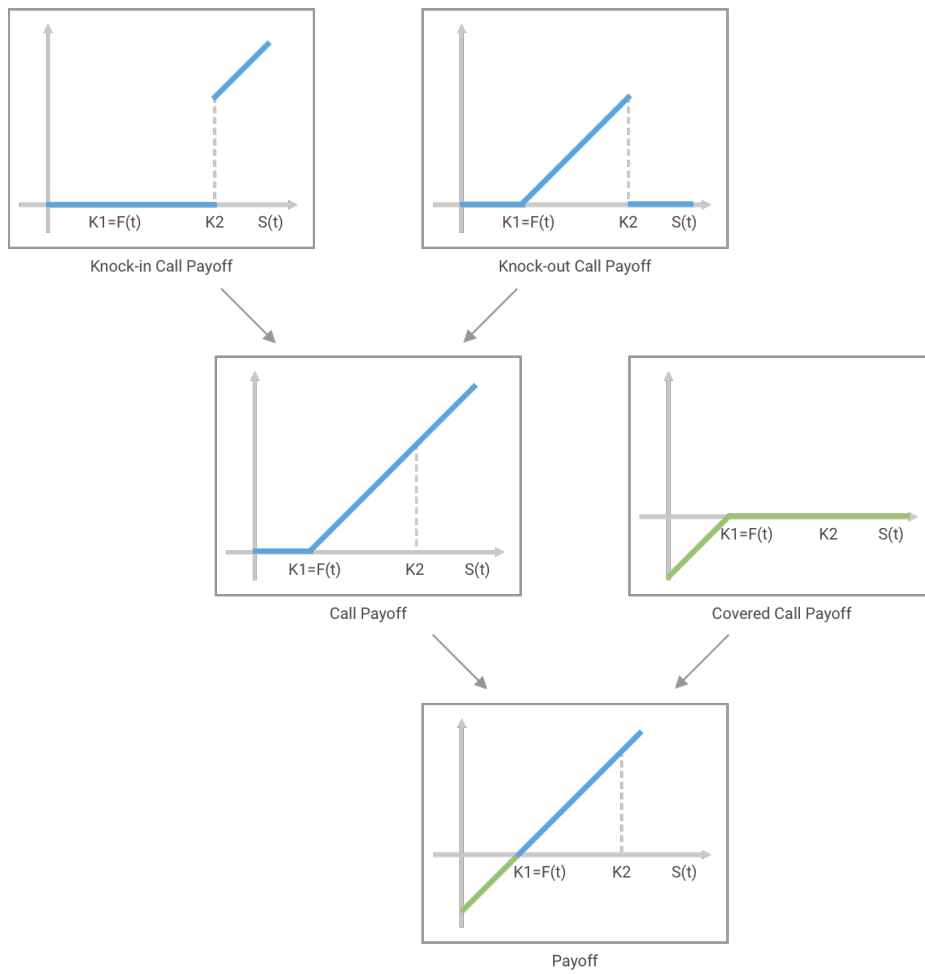 K1=F(t) K2 S(t)
Knock-in Call Payoff
K1=F(t) K2 S(t)
Knock-out Call Payoff
K1=F(t) K2 S(t)
Call Payoff
K1=F(t) K2 S(t)
Covered Call Payoff
K1=F(t) K2 S(t)
Payoff